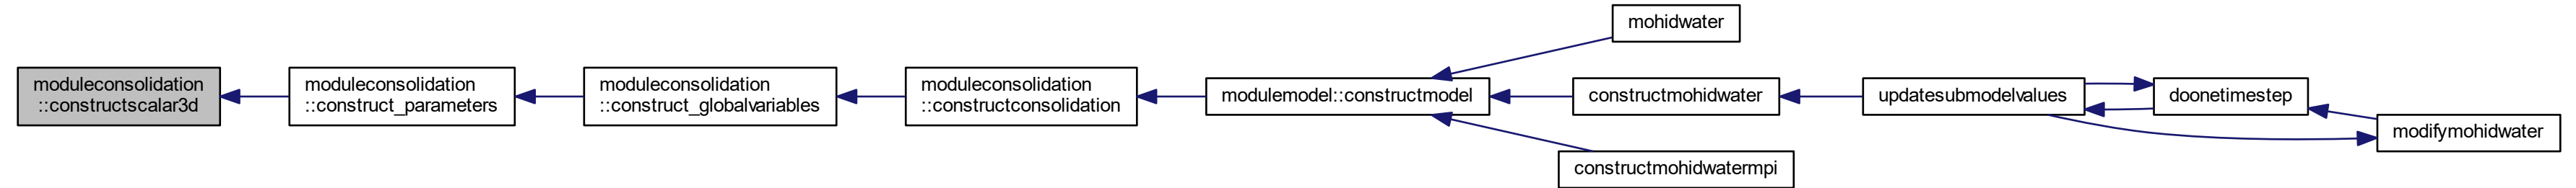 moduleconsolidation
::constructscalar3d
moduleconsolidation
::construct_parameters
moduleconsolidation
::construct_globalvariables
moduleconsolidation
::constructconsolidation
modulemodel::constructmodel
mohidwater
constructmohidwater
constructmohidwatermpi
updatesubmodelvalues
doonetimestep
modifymohidwater